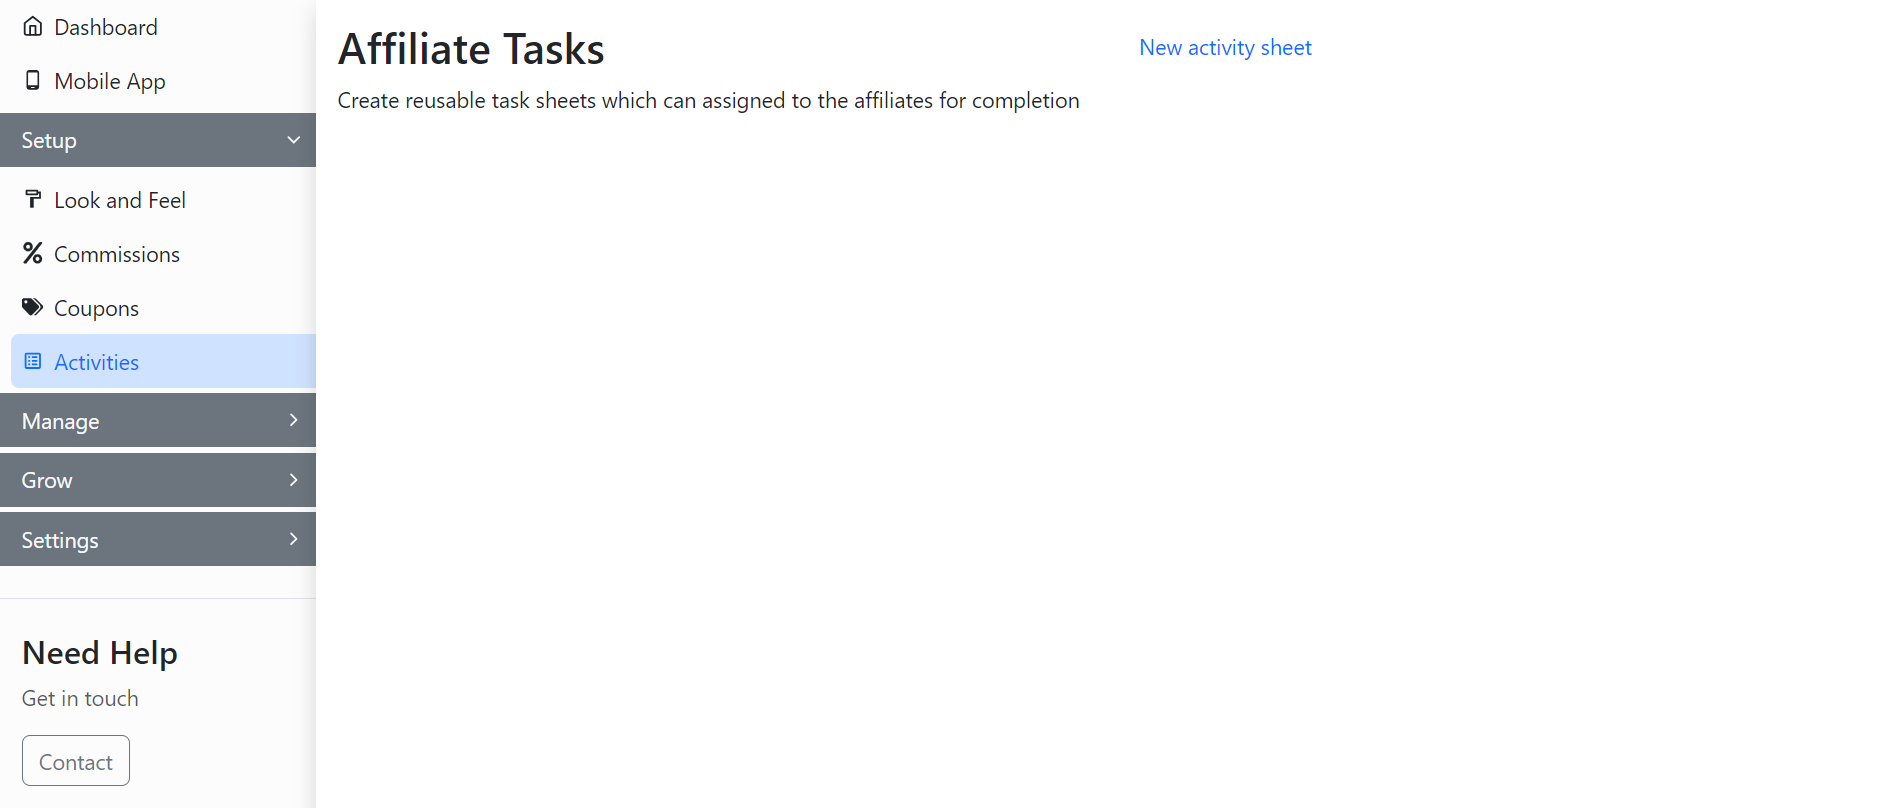 Dashboard
Mobile App
Setup
Look and Feel
Commissions
Coupons
Activities
Manage
Grow
Settings
Need Help
Get in touch
Contact
Affiliate Tasks
New activity sheet
Create reusable task sheets which can assigned to the affiliates for completion